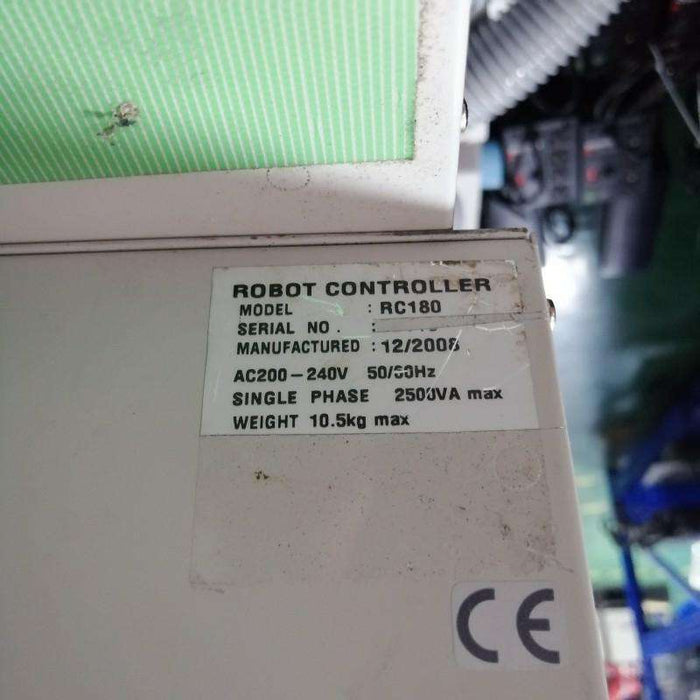 ROBOT CONTROLLER
MODEL : RC180
SERIAL NO. :
MANUFACTURED : 12/2008
AC200-240V 50/60Hz
SINGLE PHASE 2500VA max
WEIGHT 10.5kg max
CE